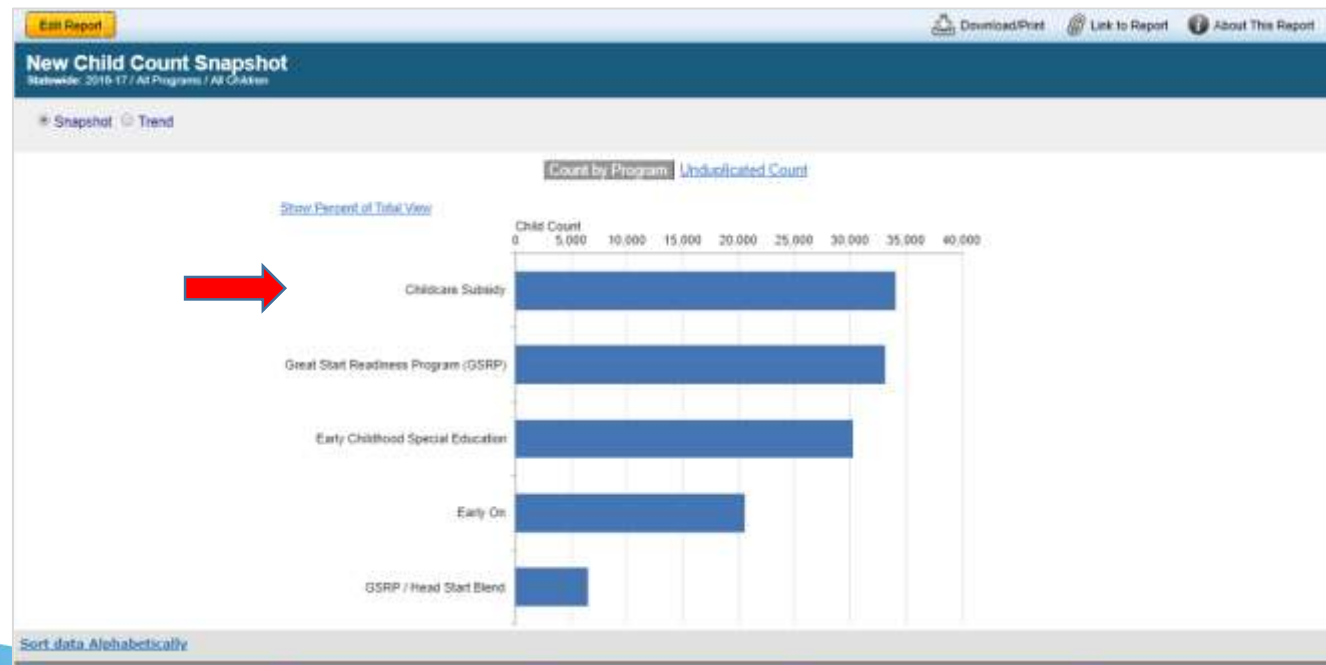 Edit Report
Download/Print Link to Report About This Report
New Child Count Snapshot
Statewide: 2016-17 / All Programs / All Children
Snapshot Trend
Count by Program Unduplicated Count
Show Percent of Total View
Child Count
0 5,000 10,000 15,000 20,000 25,000 30,000 35,000 40,000
Childcare Subsidy
Great Start Readiness Program (GSRP)
Early Childhood Special Education
Early On
GSRP / Head Start Blend
Sort data Alphabetically